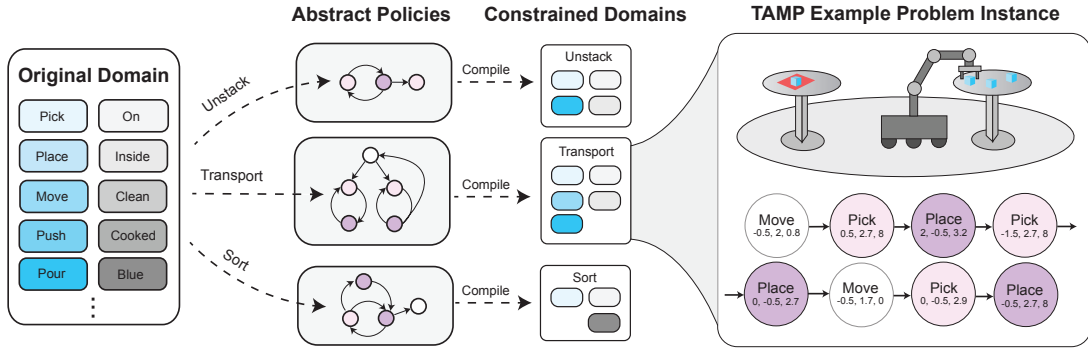 Abstract Policies
Constrained Domains
TAMP Example Problem Instance
Original Domain
Pick
On
Place
Inside
Move
Clean
Push
Cooked
Pour
Blue
⋮
Unstack
Transport
Sort
Compile
Compile
Compile
Unstack
Transport
Sort
Move
-0.5, 2, 0.8
Pick
0.5, 2.7, 8
Place
2, -0.5, 3.2
Pick
-1.5, 2.7, 8
Place
0, -0.5, 2.7
Move
-0.5, 1.7, 0
Pick
0, -0.5, 2.9
Place
-0.5, 2.7, 8